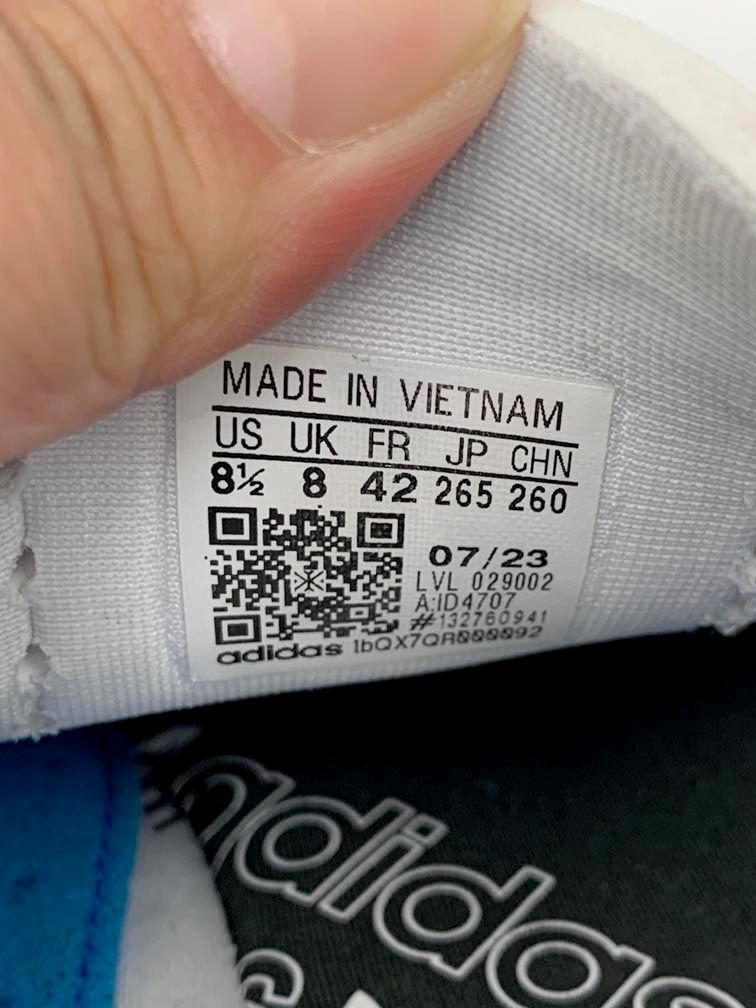 MADE IN VIETNAM
US UK FR JP CHN
8½ 8 42 265 260
07/23
LVL 029002
A:ID4707
#132760941
adidas 1bQX7QR000092
adidas